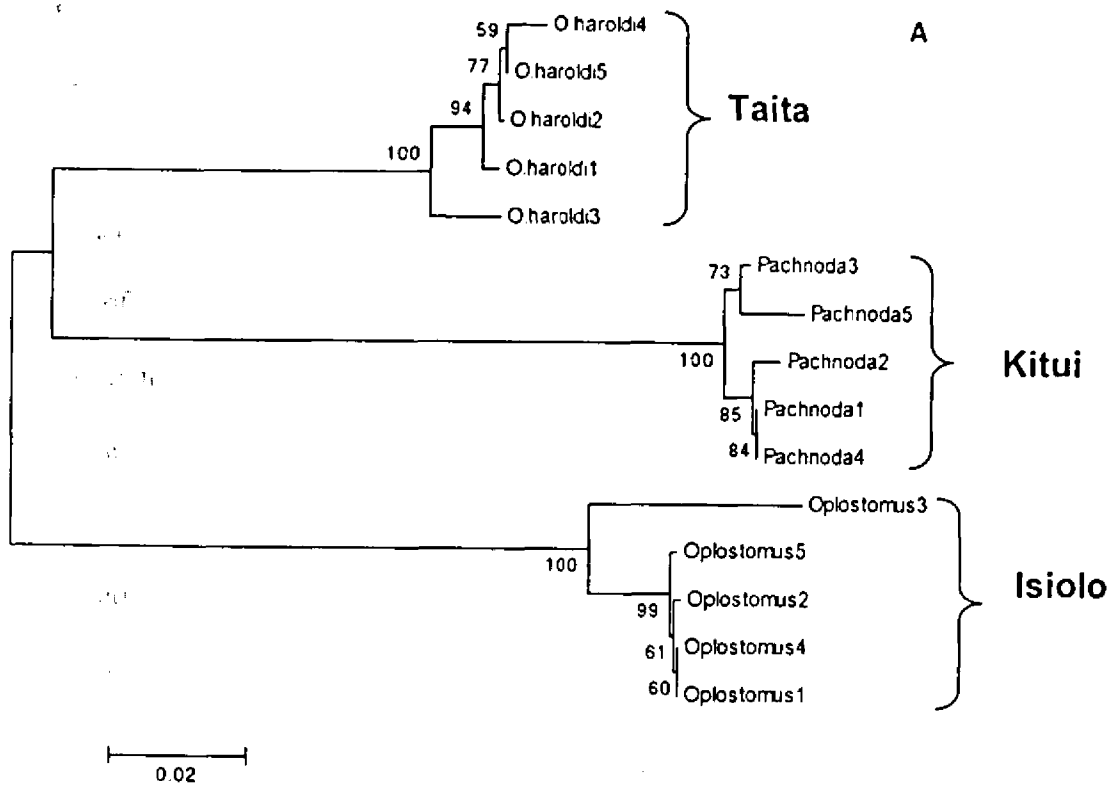 A
59
O.haroldi4
77
O.haroldi5
94
O.haroldi2
100
O.haroldi1
O.haroldi3
Taita
73
Pachnoda3
Pachnoda5
100
Pachnoda2
85
Pachnoda1
84
Pachnoda4
Kitui
Oplostomus3
100
Oplostomus5
99
Oplostomus2
61
Oplostomus4
60
Oplostomus1
Isiolo
0.02